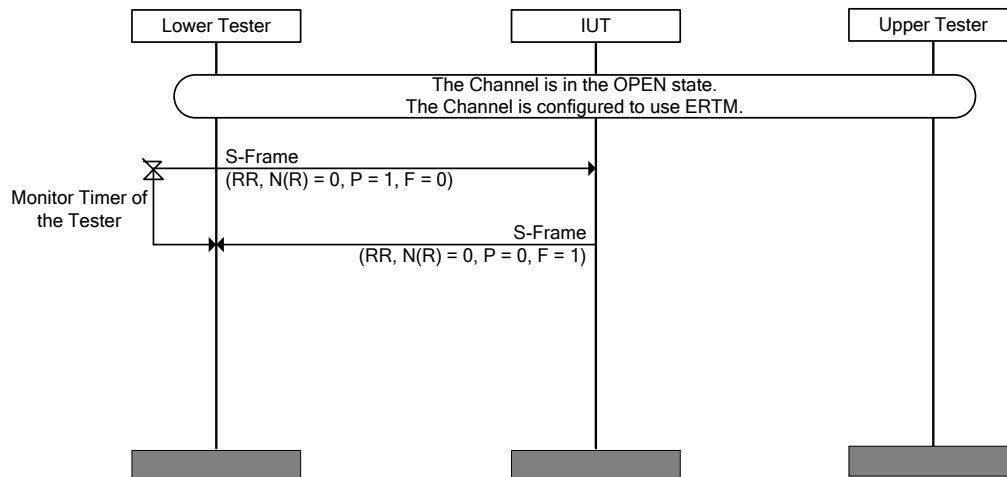 Lower Tester
IUT
Upper Tester
The Channel is in the OPEN state.
The Channel is configured to use ERTM.
S-Frame
(RR, N(R) = 0, P = 1, F = 0)
Monitor Timer of
the Tester
S-Frame
(RR, N(R) = 0, P = 0, F = 1)